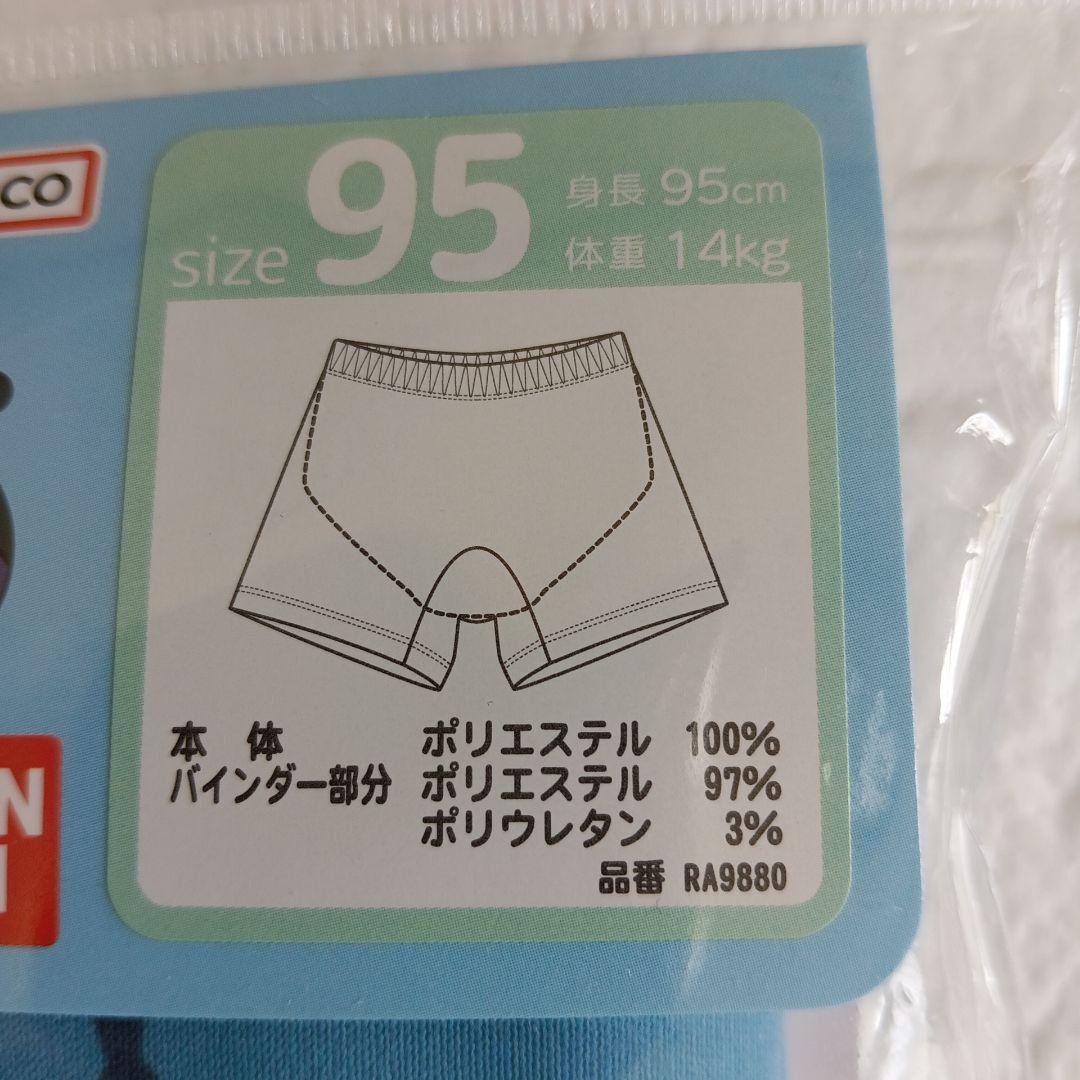 CO
size 95
身長 95cm
体重 14kg
本体 ポリエステル 100%
バインダー部分 ポリエステル 97%
ポリウレタン 3%
品番 RA9880
N